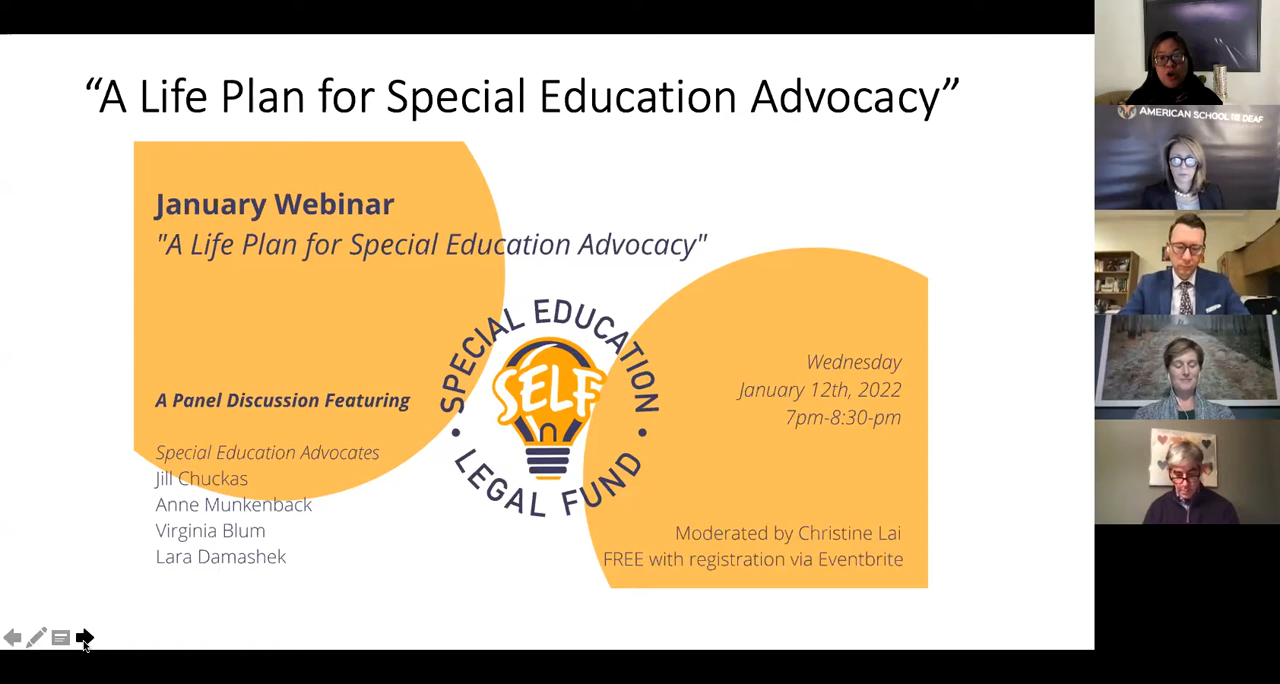 “A Life Plan for Special Education Advocacy”
January Webinar
"A Life Plan for Special Education Advocacy"
A Panel Discussion Featuring
Special Education Advocates
Jill Chuckas
Anne Munkenback
Virginia Blum
Lara Damashek
SPECIAL EDUCATION
SELF
• LEGAL FUND •
Wednesday
January 12th, 2022
7pm-8:30-pm
Moderated by Christine Lai
FREE with registration via Eventbrite
AMERICAN SCHOOL THE DEAF